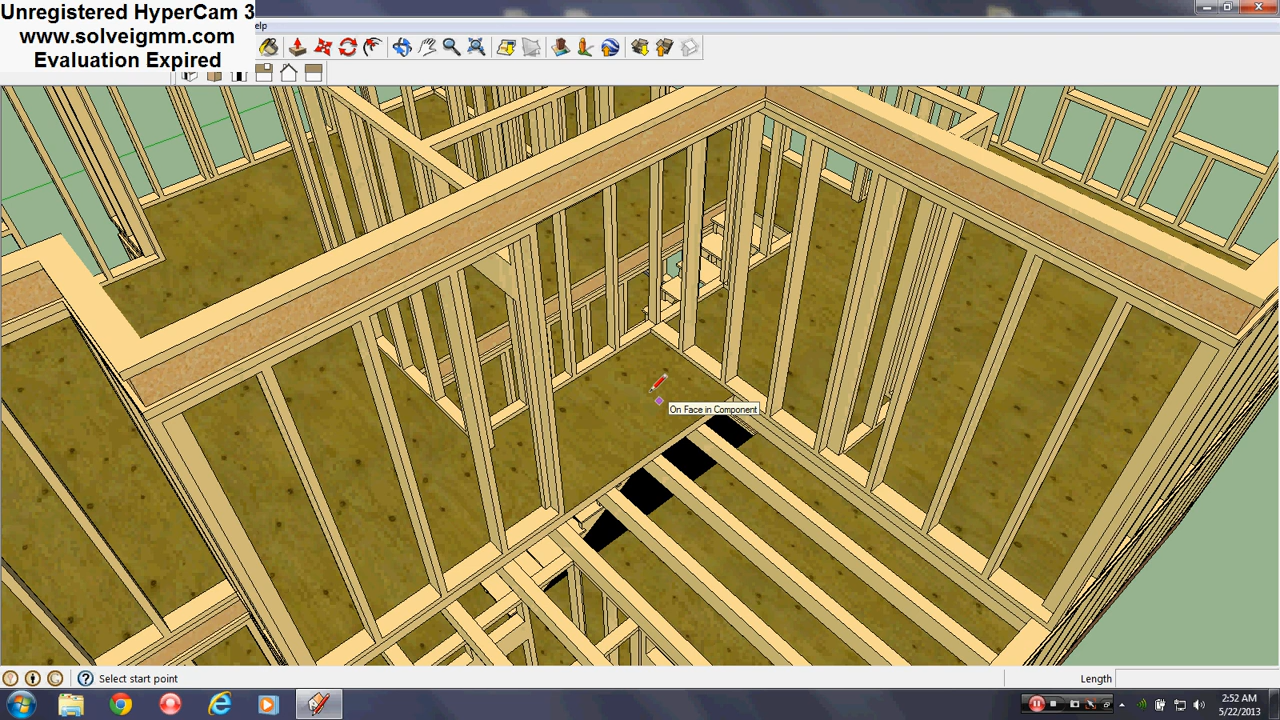 Unregistered HyperCam 3
www.solveigmm.com
Evaluation Expired
elp
On Face in Component
Select start point
Length
2:52 AM
5/22/2013